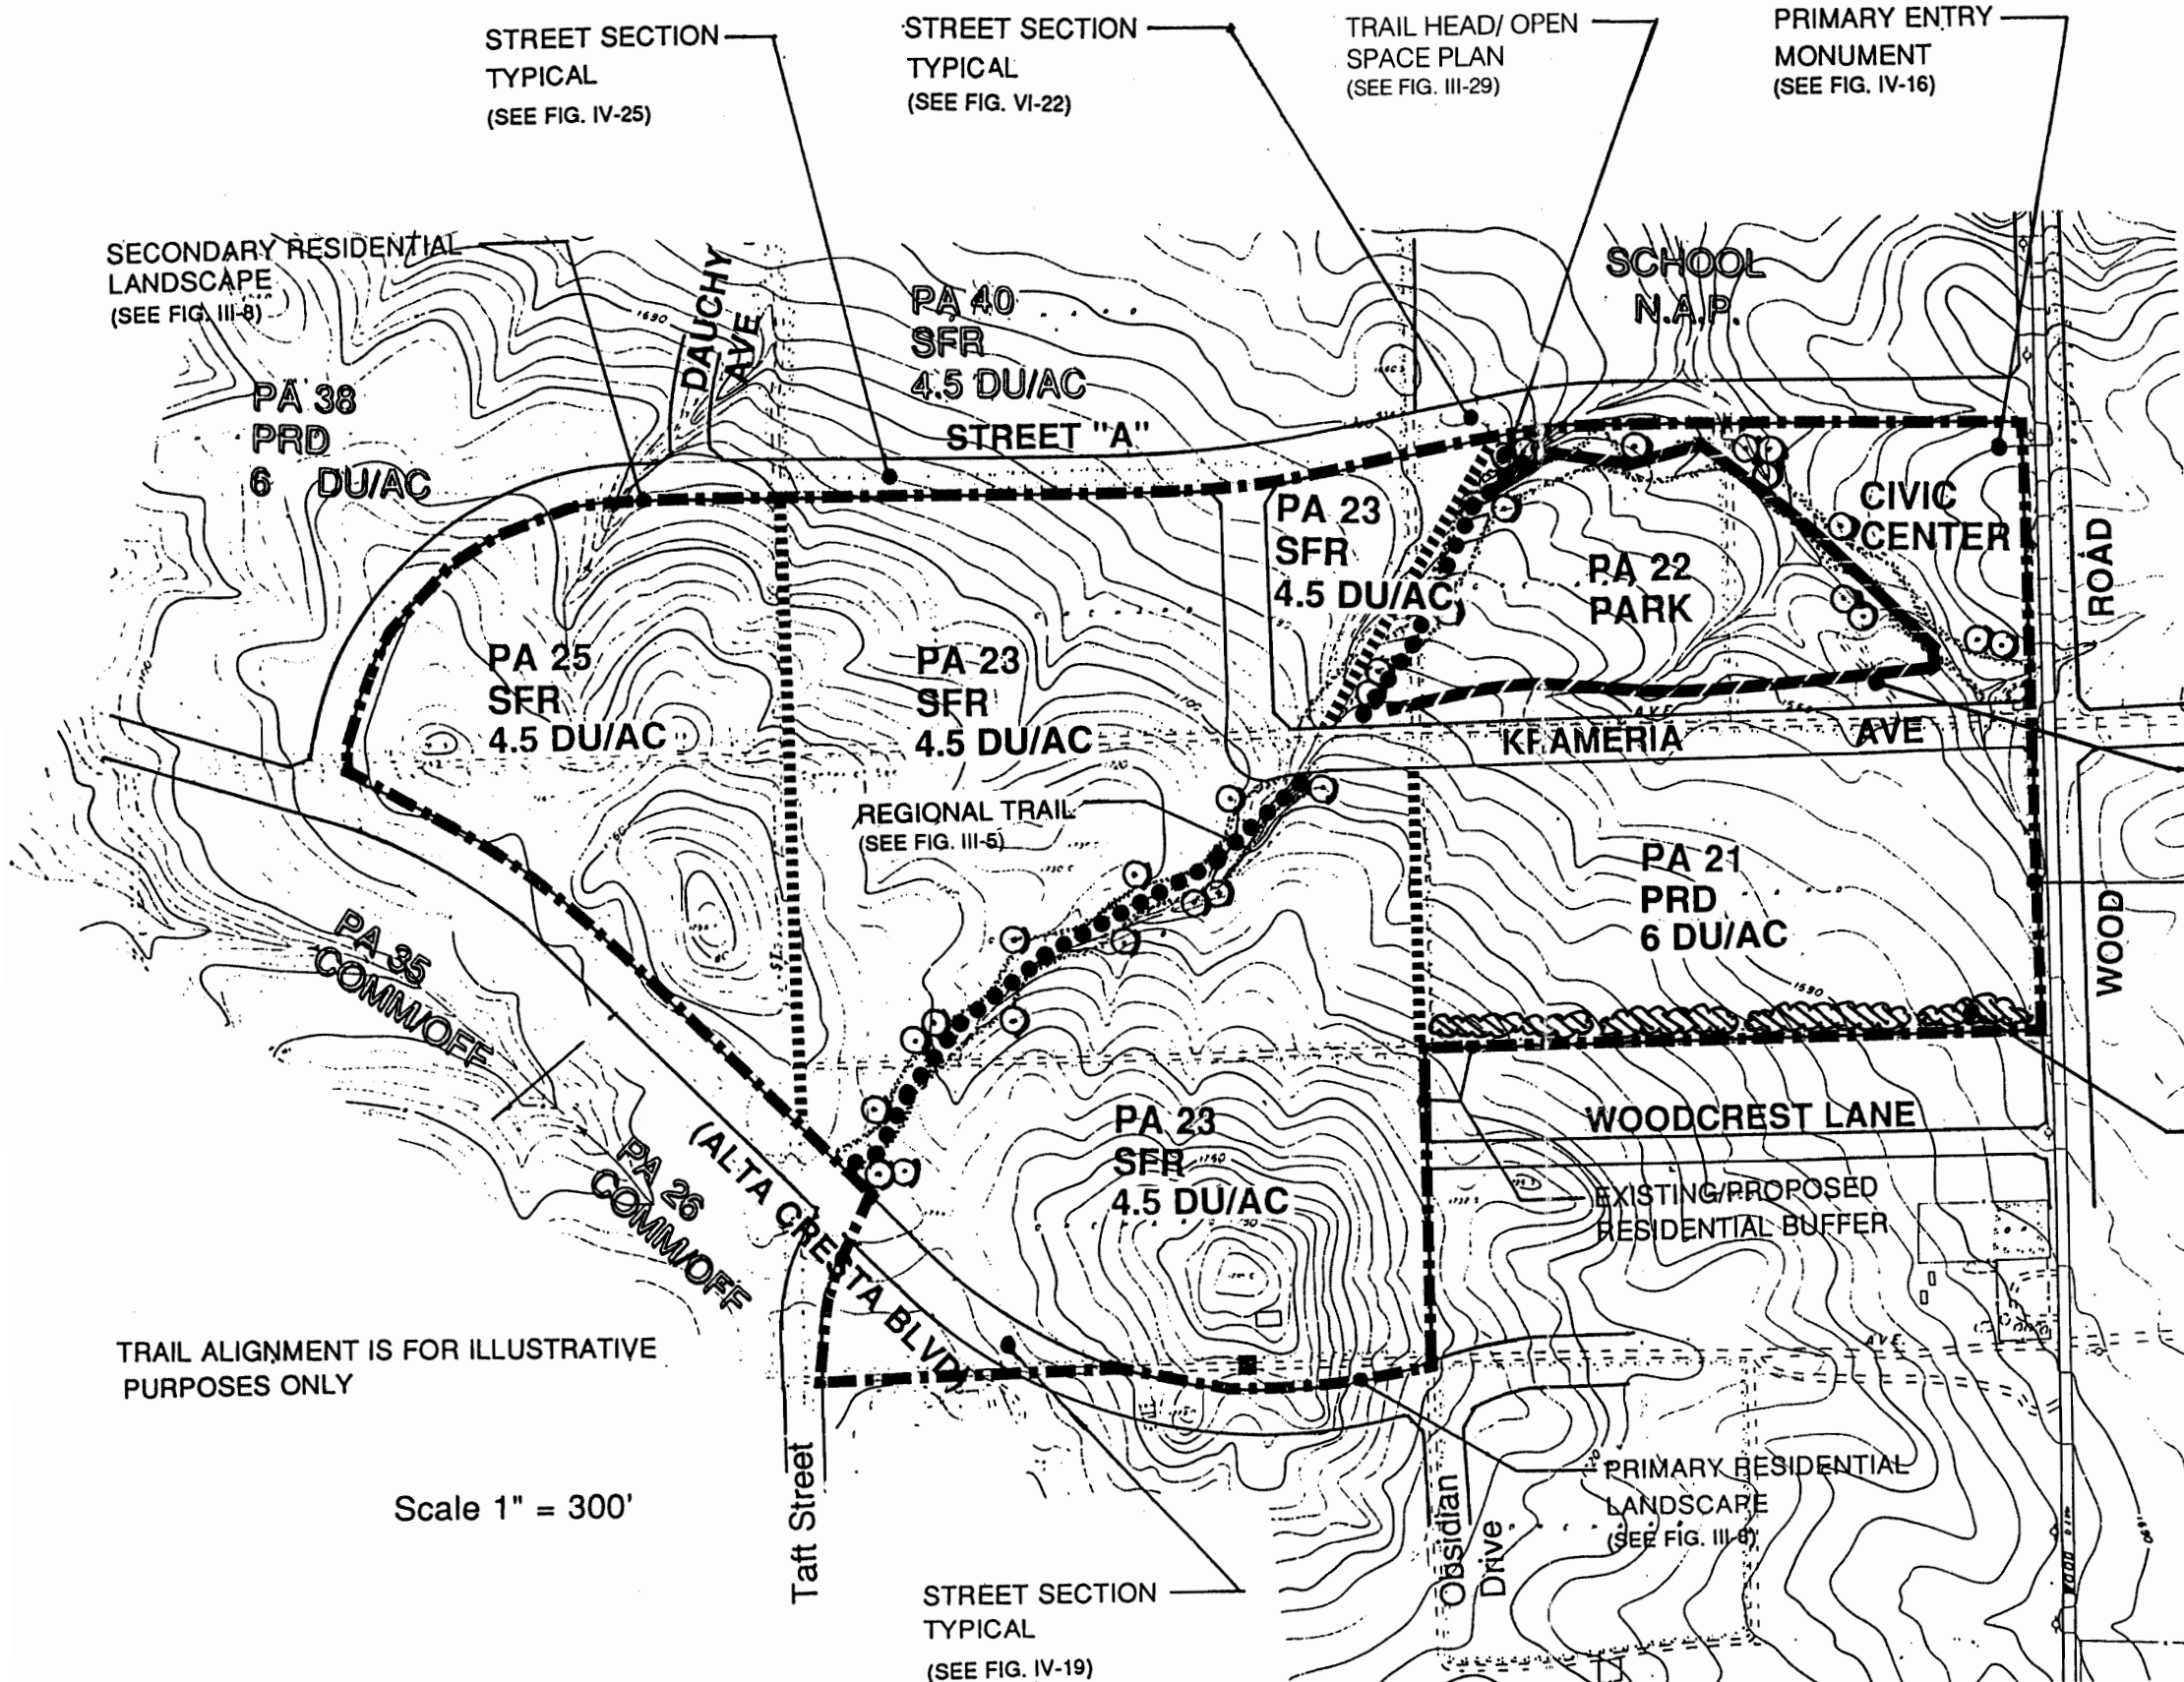 STREET SECTION
TYPICAL
(SEE FIG. IV-25)
STREET SECTION
TYPICAL
(SEE FIG. VI-22)
TRAIL HEAD/ OPEN
SPACE PLAN
(SEE FIG. III-29)
PRIMARY ENTRY
MONUMENT
(SEE FIG. IV-16)
SECONDARY RESIDENTIAL
LANDSCAPE
(SEE FIG. III-8)
DAUCHY
AVE
PA 40
SFR
4.5 DU/AC
SCHOOL
N.A.P.
PA 38
PRD
6 DU/AC
STREET "A"
1690
PA 23
SFR
4.5 DU/AC
CIVIC
CENTER
PA 22
PARK
ROAD
PA 25
SFR
4.5 DU/AC
PA 23
SFR
4.5 DU/AC
1700
AVE
AVE
REGIONAL TRAIL
(SEE FIG. III-5)
PA 21
PRD
6 DU/AC
WOOD
1690
PA 35
COMM/OFF
PA 26
COMM/OFF
(ALTA CRESTA BLVD)
PA 23
SFR
4.5 DU/AC
WOODCREST LANE
EXISTING/PROPOSED
RESIDENTIAL BUFFER
AVE
TRAIL ALIGNMENT IS FOR ILLUSTRATIVE
PURPOSES ONLY
Scale 1" = 300'
Taft Street
Obsidian
Drive
PRIMARY RESIDENTIAL
LANDSCAPE
(SEE FIG. III-8)
STREET SECTION
TYPICAL
(SEE FIG. IV-19)